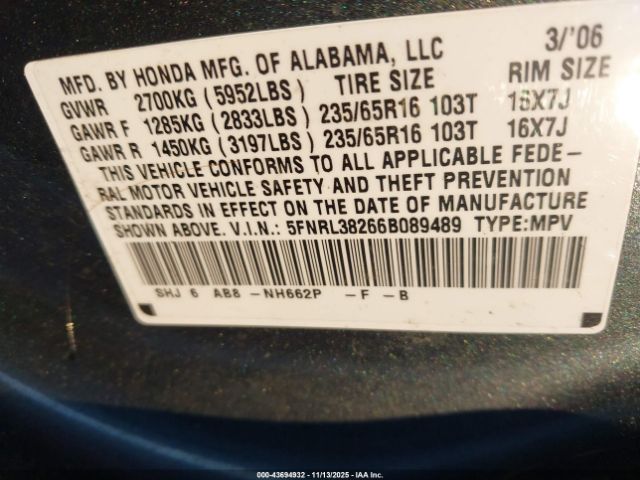 MFD. BY HONDA MFG. OF ALABAMA, LLC 3/'06
GVWR 2700KG (5952LBS) TIRE SIZE RIM SIZE
GAWR F 1285KG (2833LBS) 235/65R16 103T 16X7J
GAWR R 1450KG (3197LBS) 235/65R16 103T 16X7J
THIS VEHICLE CONFORMS TO ALL APPLICABLE FEDE-
RAL MOTOR VEHICLE SAFETY AND THEFT PREVENTION
STANDARDS IN EFFECT ON THE DATE OF MANUFACTURE
SHOWN ABOVE. V.I.N.: 5FNRL38266B089489 TYPE:MPV
SHJ 6 AB8 -NH662P -F -B
000-43694932 - 11/13/2025 - IAA Inc.